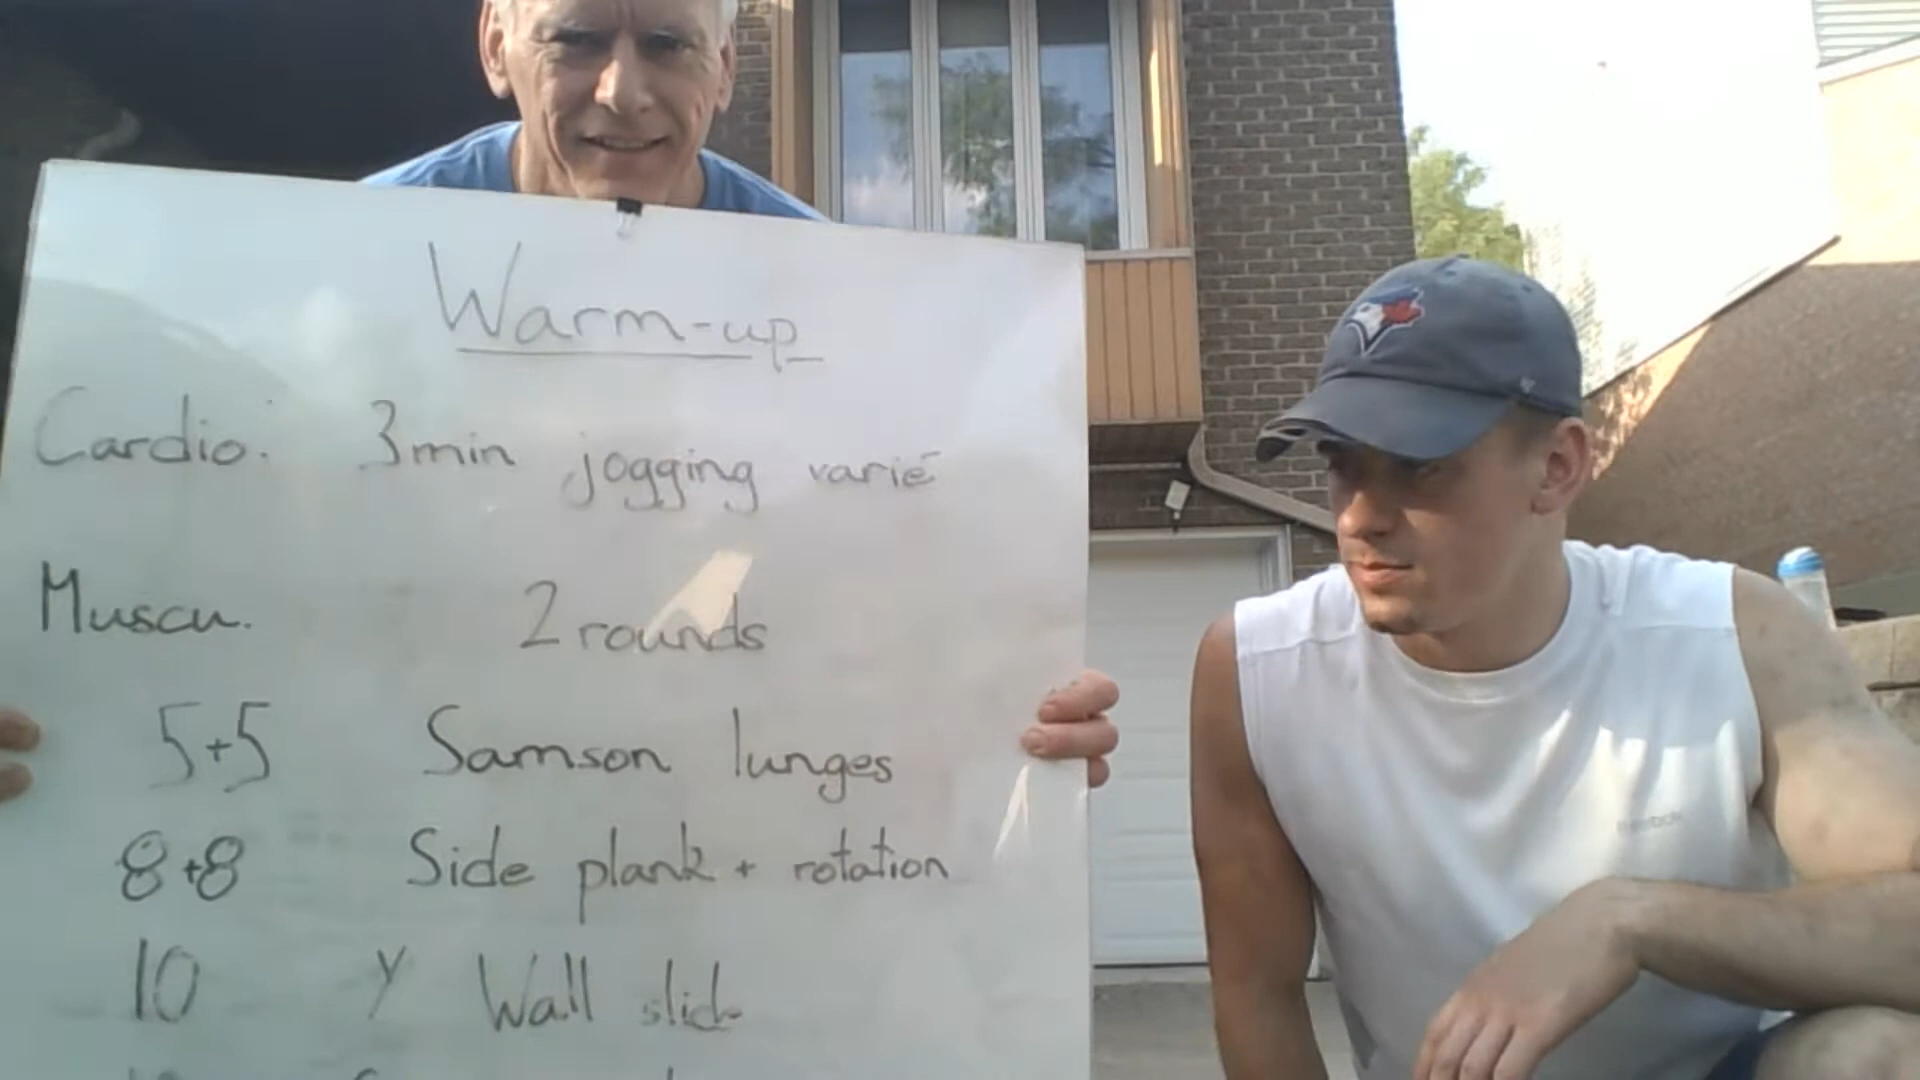 Warm-up
Cardio: 3min jogging varié
Muscu. 2 rounds
5+5 Samson lunges
8+8 Side plank + rotation
10 Y Wall slide
Reebok